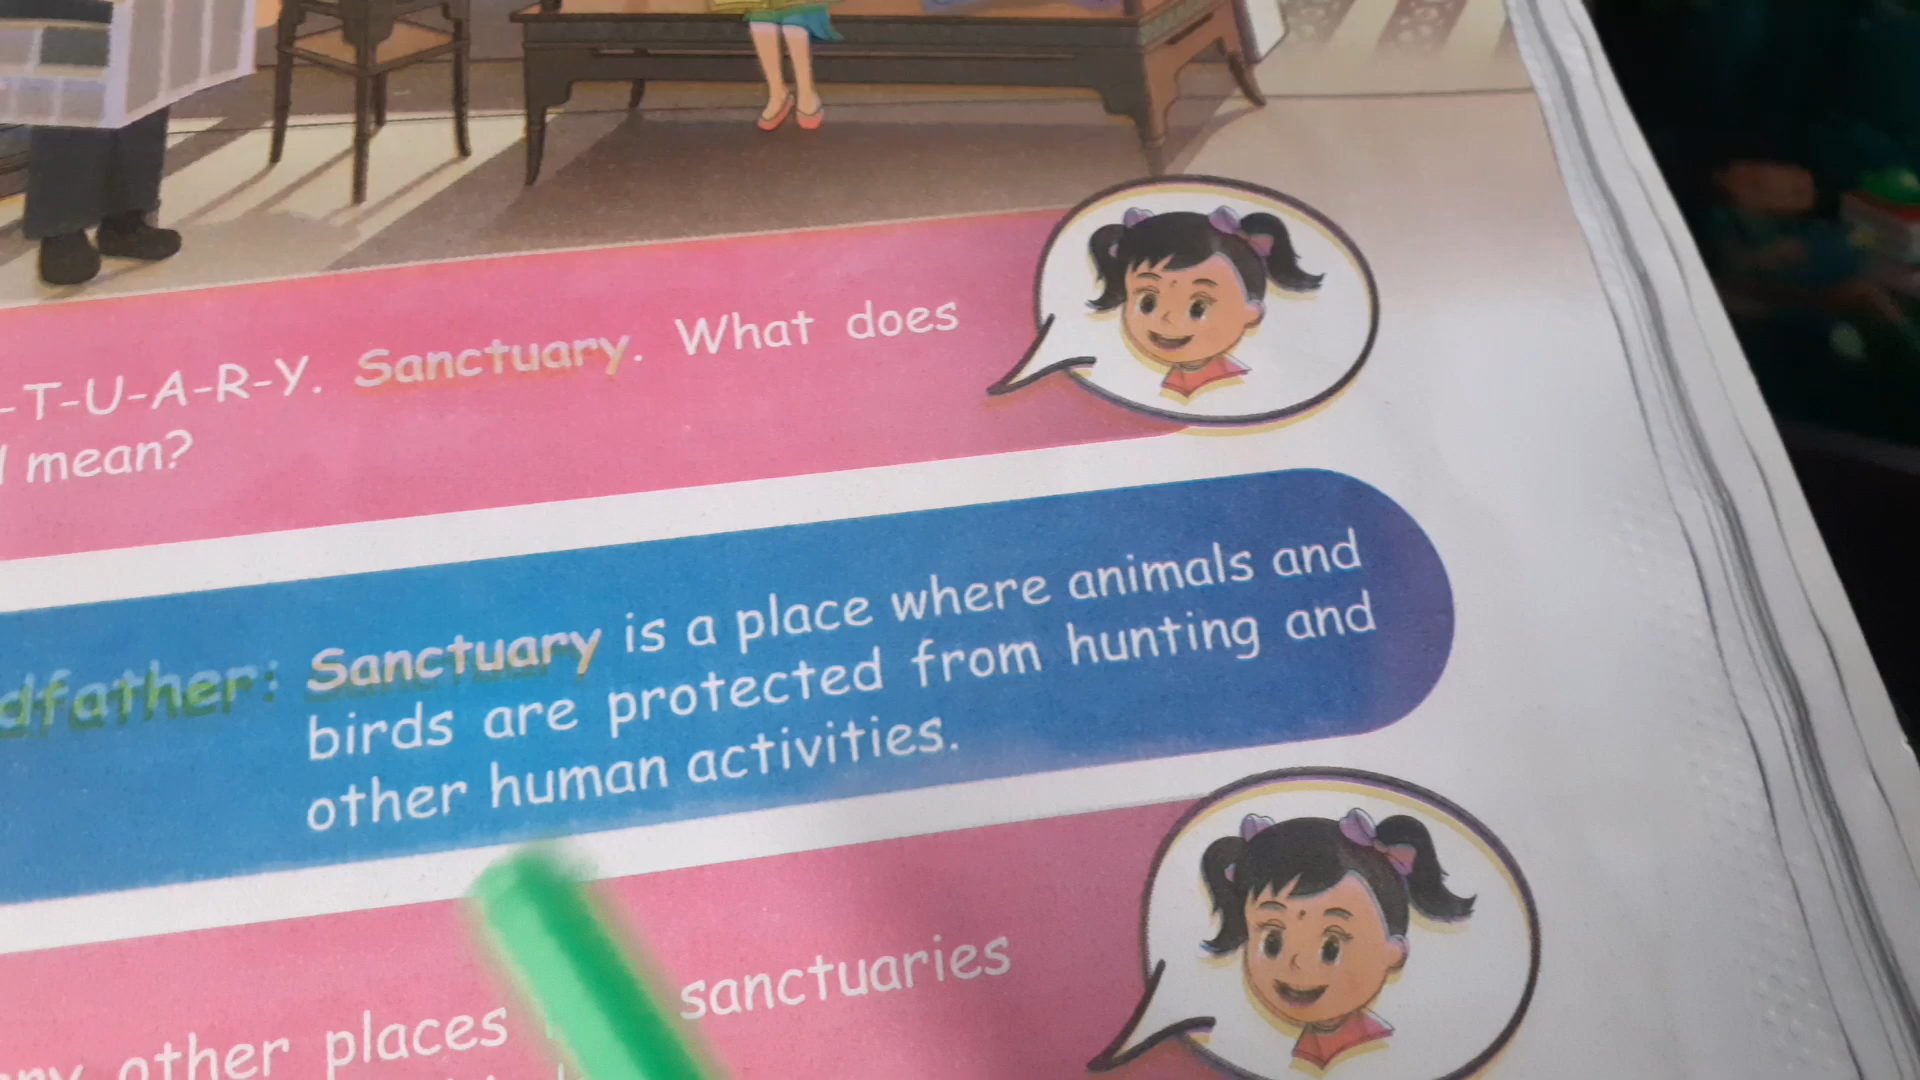 -T-U-A-R-Y. Sanctuary. What does
mean?
dfather: Sanctuary is a place where animals and
birds are protected from hunting and
other human activities.
other places sanctuaries